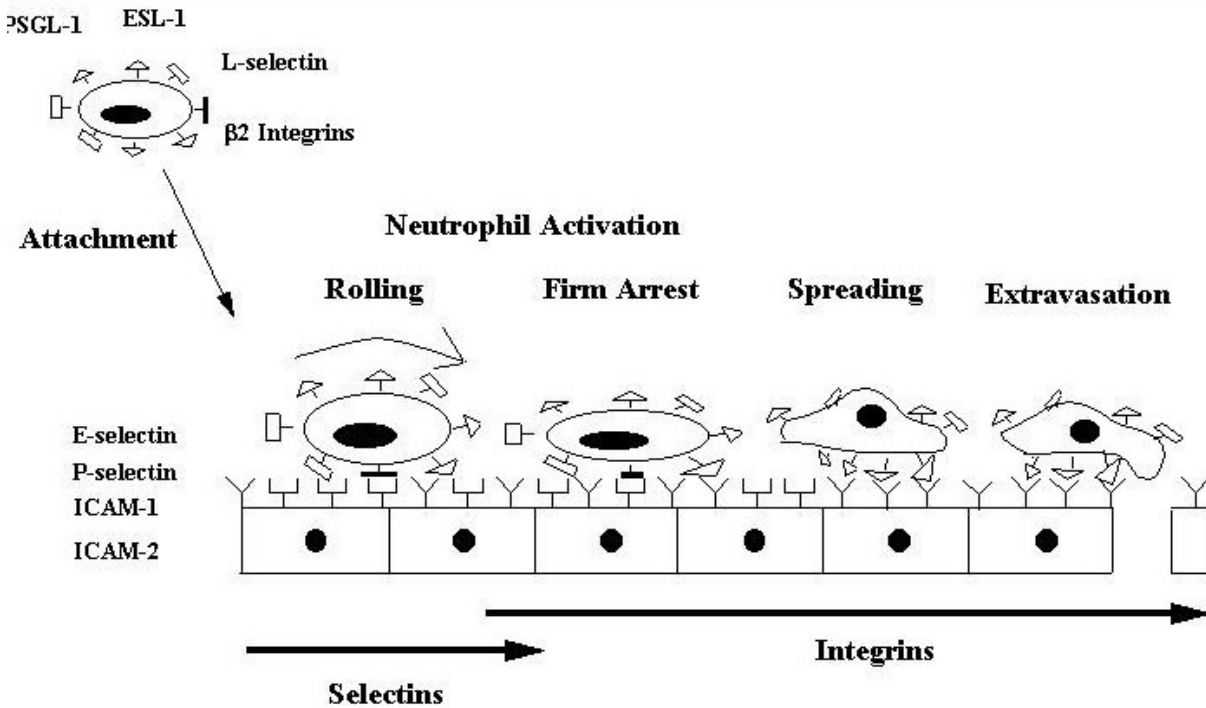 PSGL-1 ESL-1
L-selectin
β2 Integrins
Attachment
Neutrophil Activation
Rolling Firm Arrest Spreading Extravasation
E-selectin
P-selectin
ICAM-1
ICAM-2
Integrins
Selectins